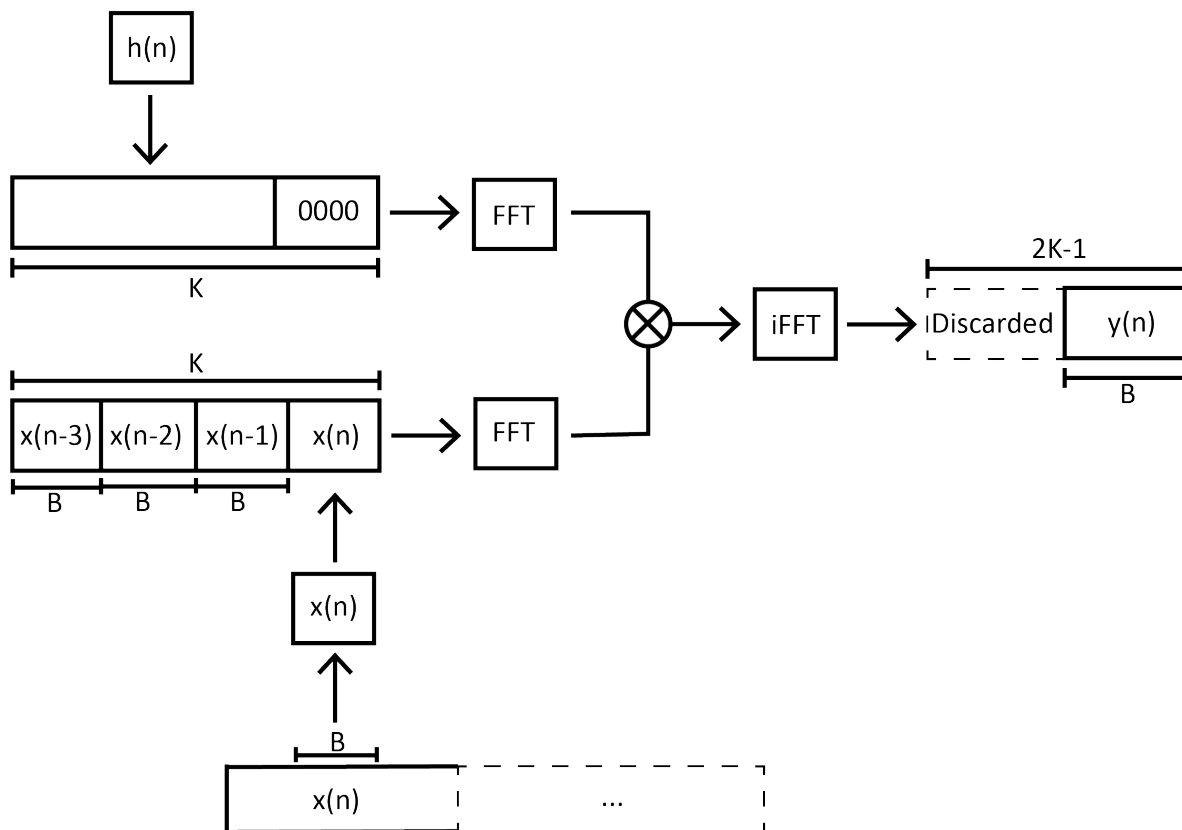 h(n)
0000
FFT
K
2K-1
iFFT
Discarded
y(n)
B
K
x(n-3)
x(n-2)
x(n-1)
x(n)
FFT
B
B
B
x(n)
B
x(n)
...